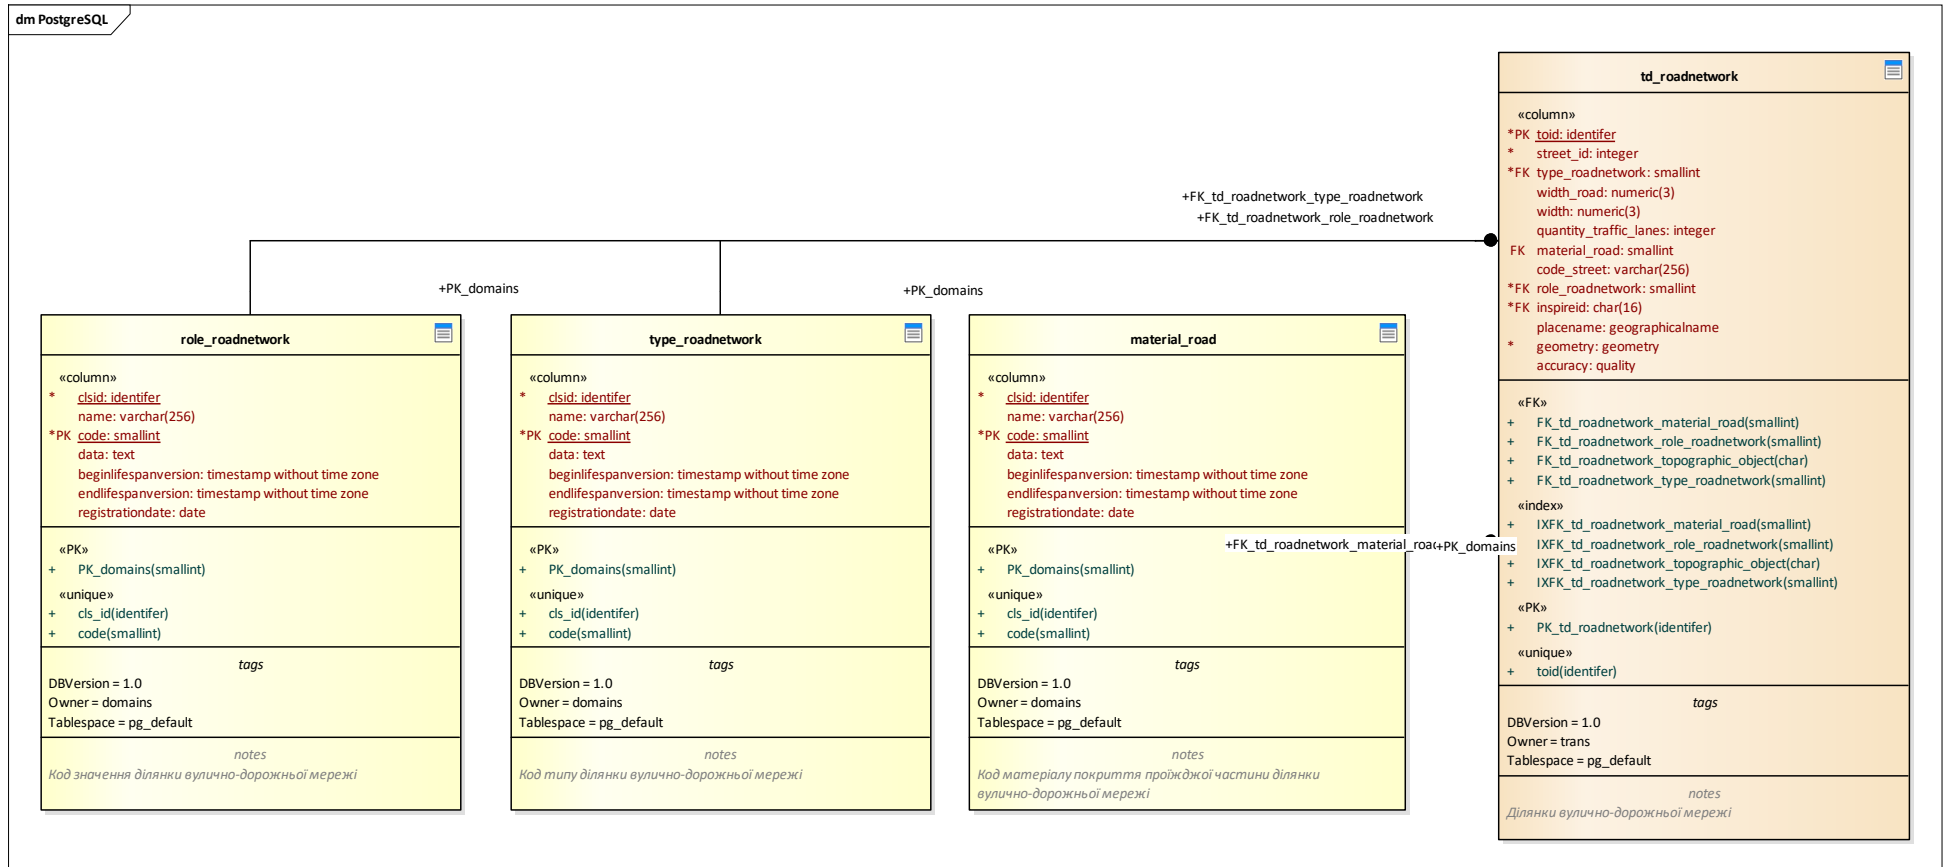 dm PostgreSQL
+FK_td_roadnetwork_type_roadnetwork
+FK_td_roadnetwork_role_roadnetwork
+PK_domains
+PK_domains
role_roadnetwork
«column»
* clsid: identifer
name: varchar(256)
*PK code: smallint
data: text
beginlifespanversion: timestamp without time zone
endlifespanversion: timestamp without time zone
registrationdate: date
«PK»
+ PK_domains(smallint)
«unique»
+ cls_id(identifer)
+ code(smallint)
tags
DBVersion = 1.0
Owner = domains
Tablespace = pg_default
notes
Код значення ділянки вулично-дорожньої мережі
type_roadnetwork
«column»
* clsid: identifer
name: varchar(256)
*PK code: smallint
data: text
beginlifespanversion: timestamp without time zone
endlifespanversion: timestamp without time zone
registrationdate: date
«PK»
+ PK_domains(smallint)
«unique»
+ cls_id(identifer)
+ code(smallint)
tags
DBVersion = 1.0
Owner = domains
Tablespace = pg_default
notes
Код типу ділянки вулично-дорожньої мережі
material_road
«column»
* clsid: identifer
name: varchar(256)
*PK code: smallint
data: text
beginlifespanversion: timestamp without time zone
endlifespanversion: timestamp without time zone
registrationdate: date
«PK»
+ PK_domains(smallint)
«unique»
+ cls_id(identifer)
+ code(smallint)
tags
DBVersion = 1.0
Owner = domains
Tablespace = pg_default
notes
Код матеріалу покриття проїжджої частини ділянки
вулично-дорожньої мережі
+FK_td_roadnetwork_material_road
+PK_domains
td_roadnetwork
«column»
*PK toid: identifer
* street_id: integer
*FK type_roadnetwork: smallint
width_road: numeric(3)
width: numeric(3)
quantity_traffic_lanes: integer
FK material_road: smallint
code_street: varchar(256)
*FK role_roadnetwork: smallint
*FK inspireid: char(16)
placename: geographicalname
* geometry: geometry
accuracy: quality
«FK»
+ FK_td_roadnetwork_material_road(smallint)
+ FK_td_roadnetwork_role_roadnetwork(smallint)
+ FK_td_roadnetwork_topographic_object(char)
+ FK_td_roadnetwork_type_roadnetwork(smallint)
«index»
+ IXFK_td_roadnetwork_material_road(smallint)
IXFK_td_roadnetwork_role_roadnetwork(smallint)
+ IXFK_td_roadnetwork_topographic_object(char)
+ IXFK_td_roadnetwork_type_roadnetwork(smallint)
«PK»
+ PK_td_roadnetwork(identifer)
«unique»
+ toid(identifer)
tags
DBVersion = 1.0
Owner = trans
Tablespace = pg_default
notes
Ділянки вулично-дорожньої мережі